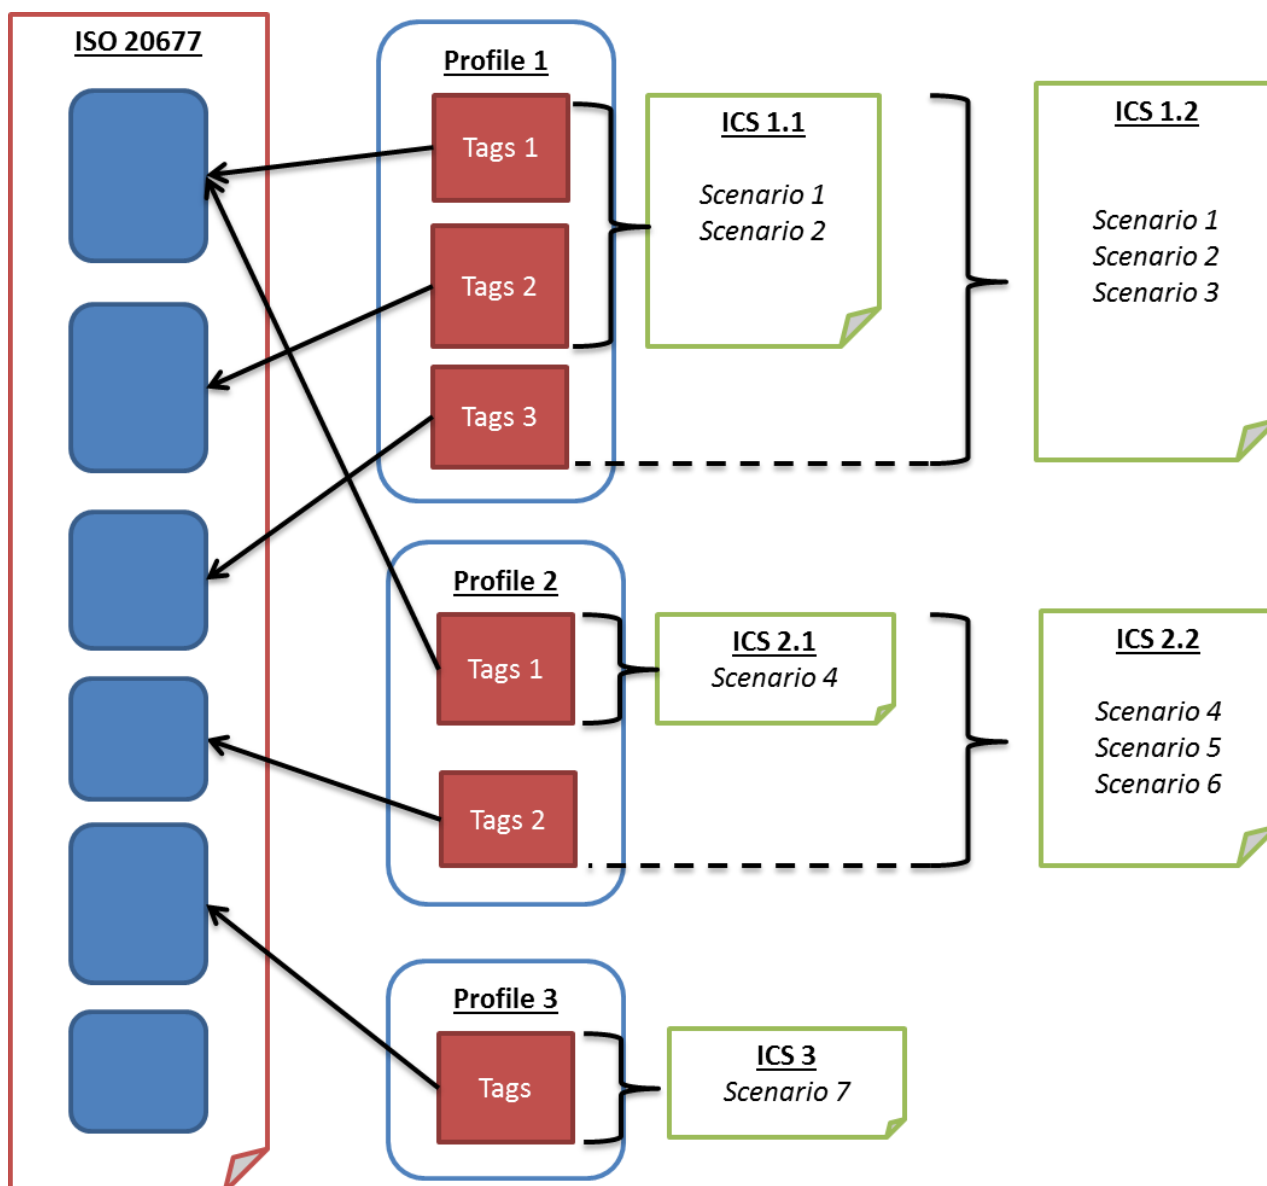 ISO 20677
Profile 1
Tags 1
Tags 2
Tags 3
ICS 1.1
Scenario 1
Scenario 2
ICS 1.2
Scenario 1
Scenario 2
Scenario 3
Profile 2
Tags 1
Tags 2
ICS 2.1
Scenario 4
ICS 2.2
Scenario 4
Scenario 5
Scenario 6
Profile 3
Tags
ICS 3
Scenario 7